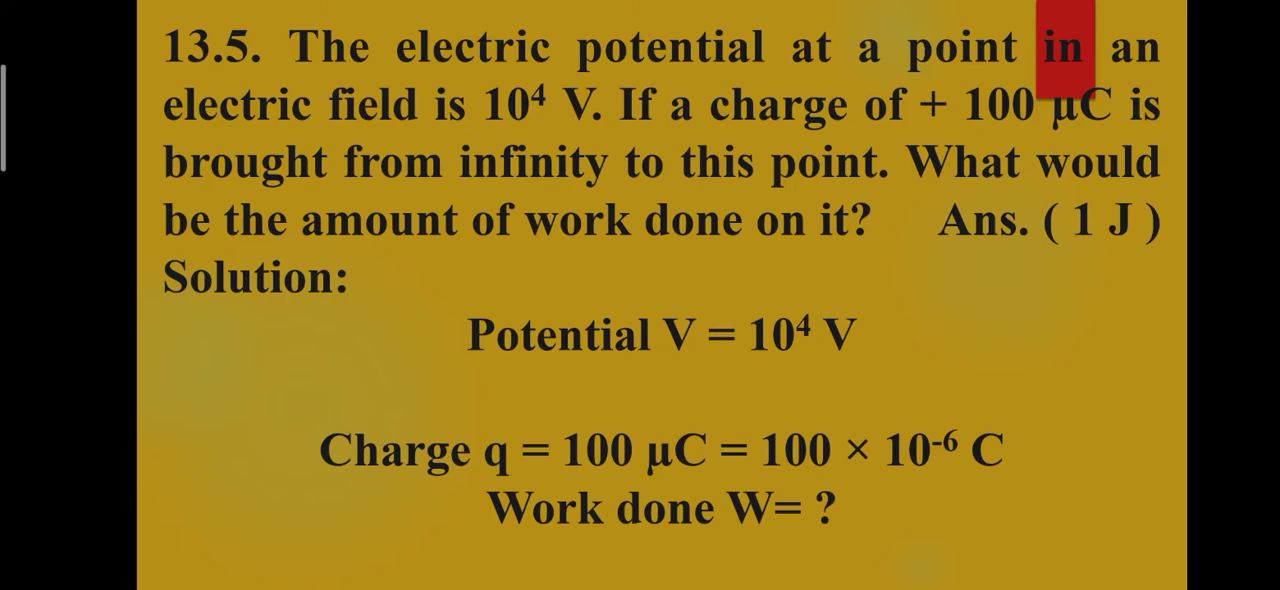 13.5. The electric potential at a point in an
electric field is 10⁴ V. If a charge of + 100 μC is
brought from infinity to this point. What would
be the amount of work done on it? Ans. ( 1 J )
Solution:
Potential V = 10⁴ V
Charge q = 100 μC = 100 × 10⁻⁶ C
Work done W= ?